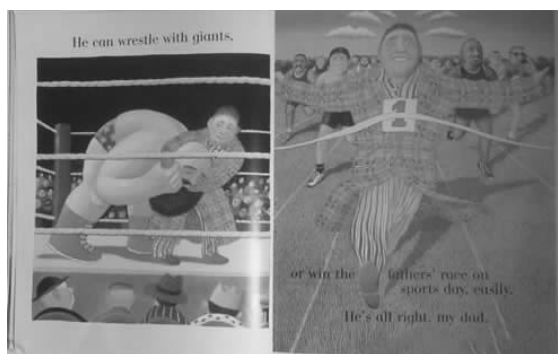 He can wrestle with giants,
1
or win the fathers' race on
sports day, easily.
He's all right, my dad.